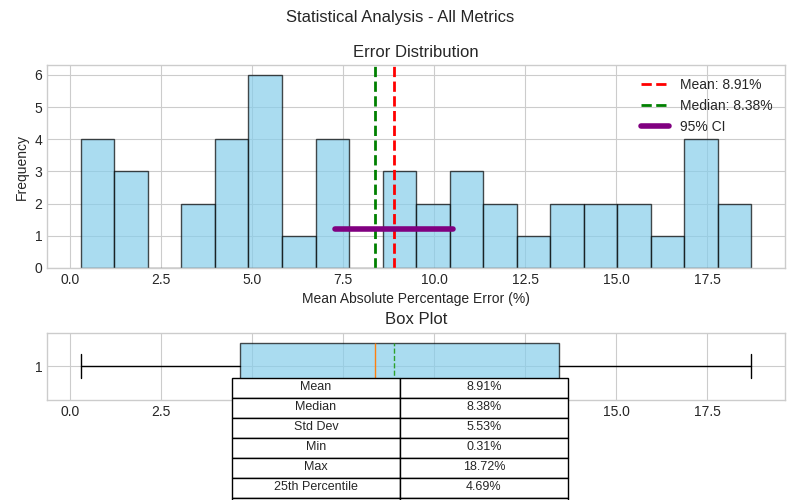 Statistical Analysis - All Metrics
Error Distribution
Mean: 8.91%
Median: 8.38%
95% CI
Frequency
6
5
4
3
2
1
0
0.0 2.5 5.0 7.5 10.0 12.5 15.0 17.5
Mean Absolute Percentage Error (%)
Box Plot
1
0.0 2.5 15.0 17.5
Mean 8.91%
Median 8.38%
Std Dev 5.53%
Min 0.31%
Max 18.72%
25th Percentile 4.69%